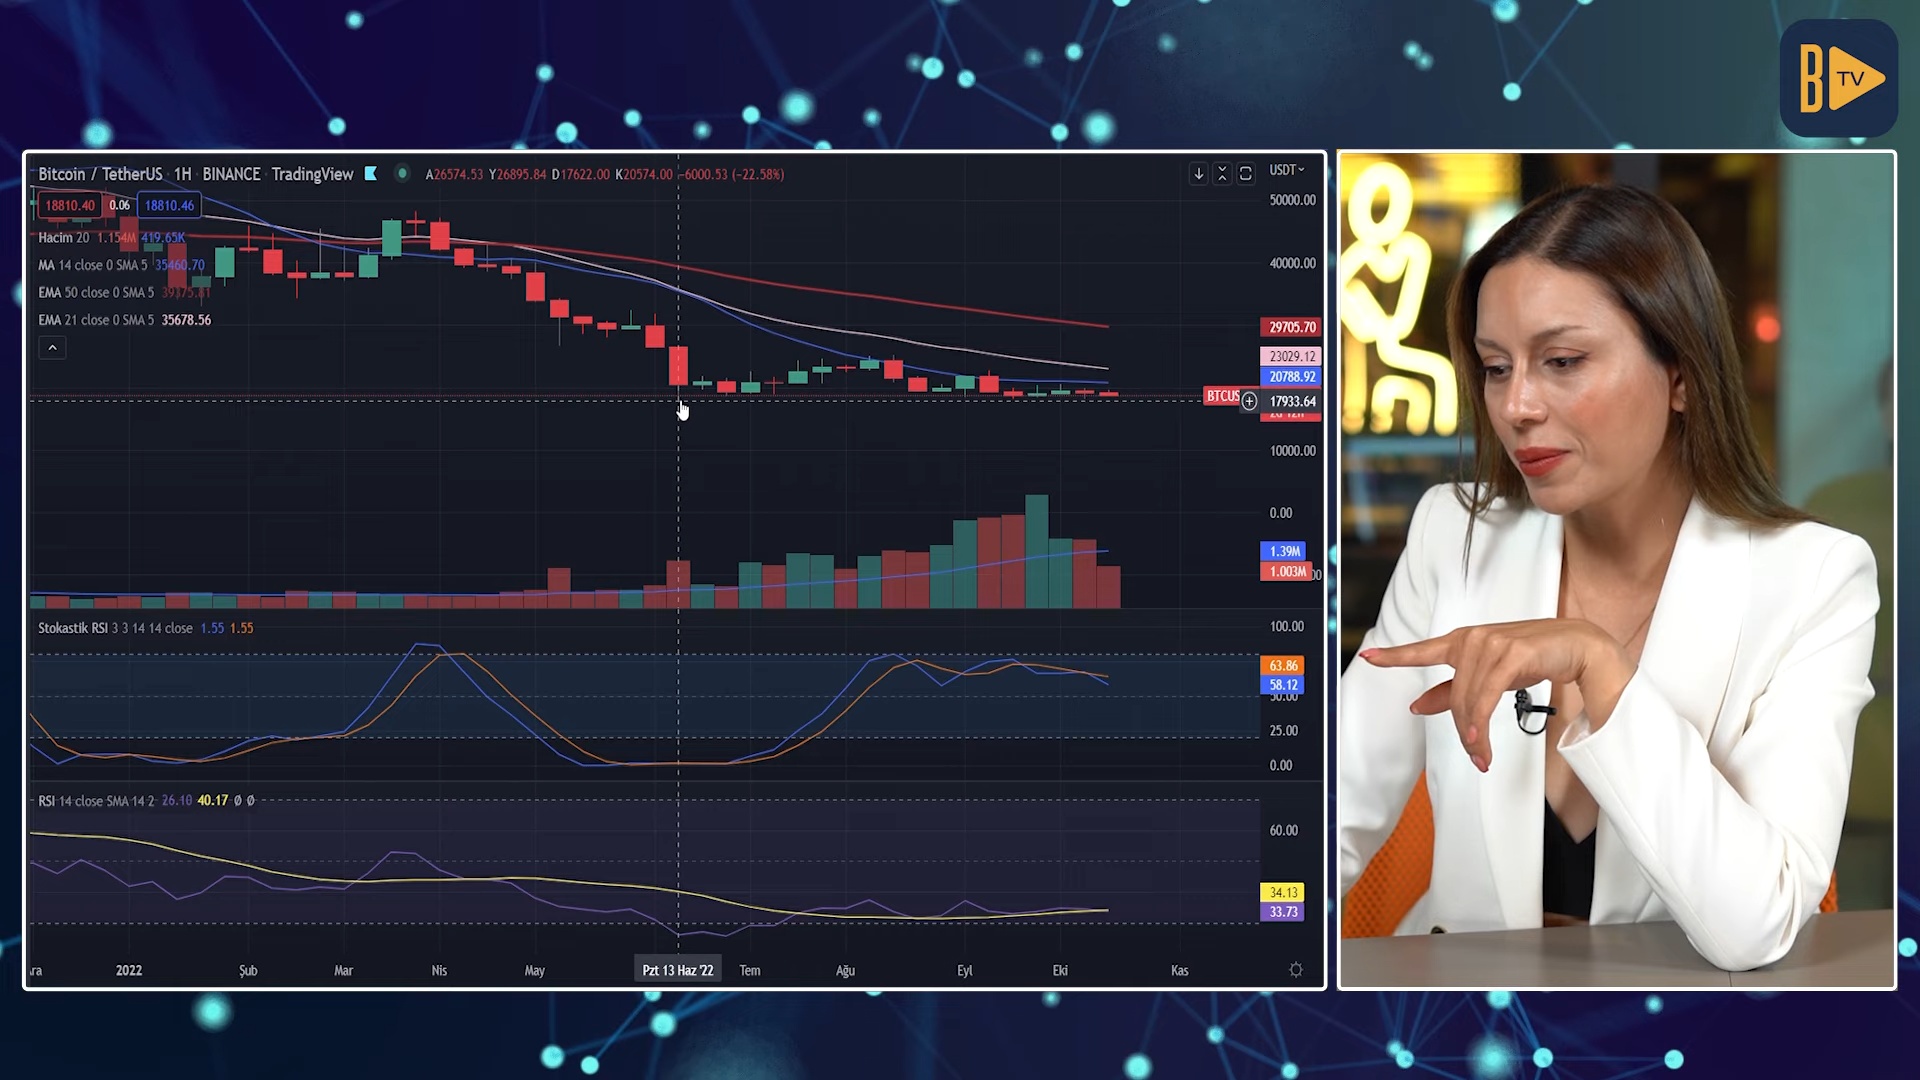 B TV
Bitcoin / TetherUS · 1H · BINANCE · TradingView A26574.53 Y26895.84 D17622.00 K20574.00 −6000.53 (−22.58%)
USDT
18810.40 0.06 18810.46
Hacim 20 1.154M 419.65K
MA 14 close 0 SMA 5 35460.70
EMA 50 close 0 SMA 5 39375.81
EMA 21 close 0 SMA 5 35678.56
50000.00
40000.00
29705.70
23029.12
20788.92
BTCUS
17933.64
10000.00
0.00
1.39M
1.003M
Stokastik RSI 3 3 14 14 close 1.55 1.55
100.00
63.86
58.12
50.00
25.00
0.00
RSI 14 close SMA 14 2 26.10 40.17 Ø Ø
60.00
34.13
33.73
ra 2022 Şub Mar Nis May Pzt 13 Haz '22 Tem Ağu Eyl Eki Kas